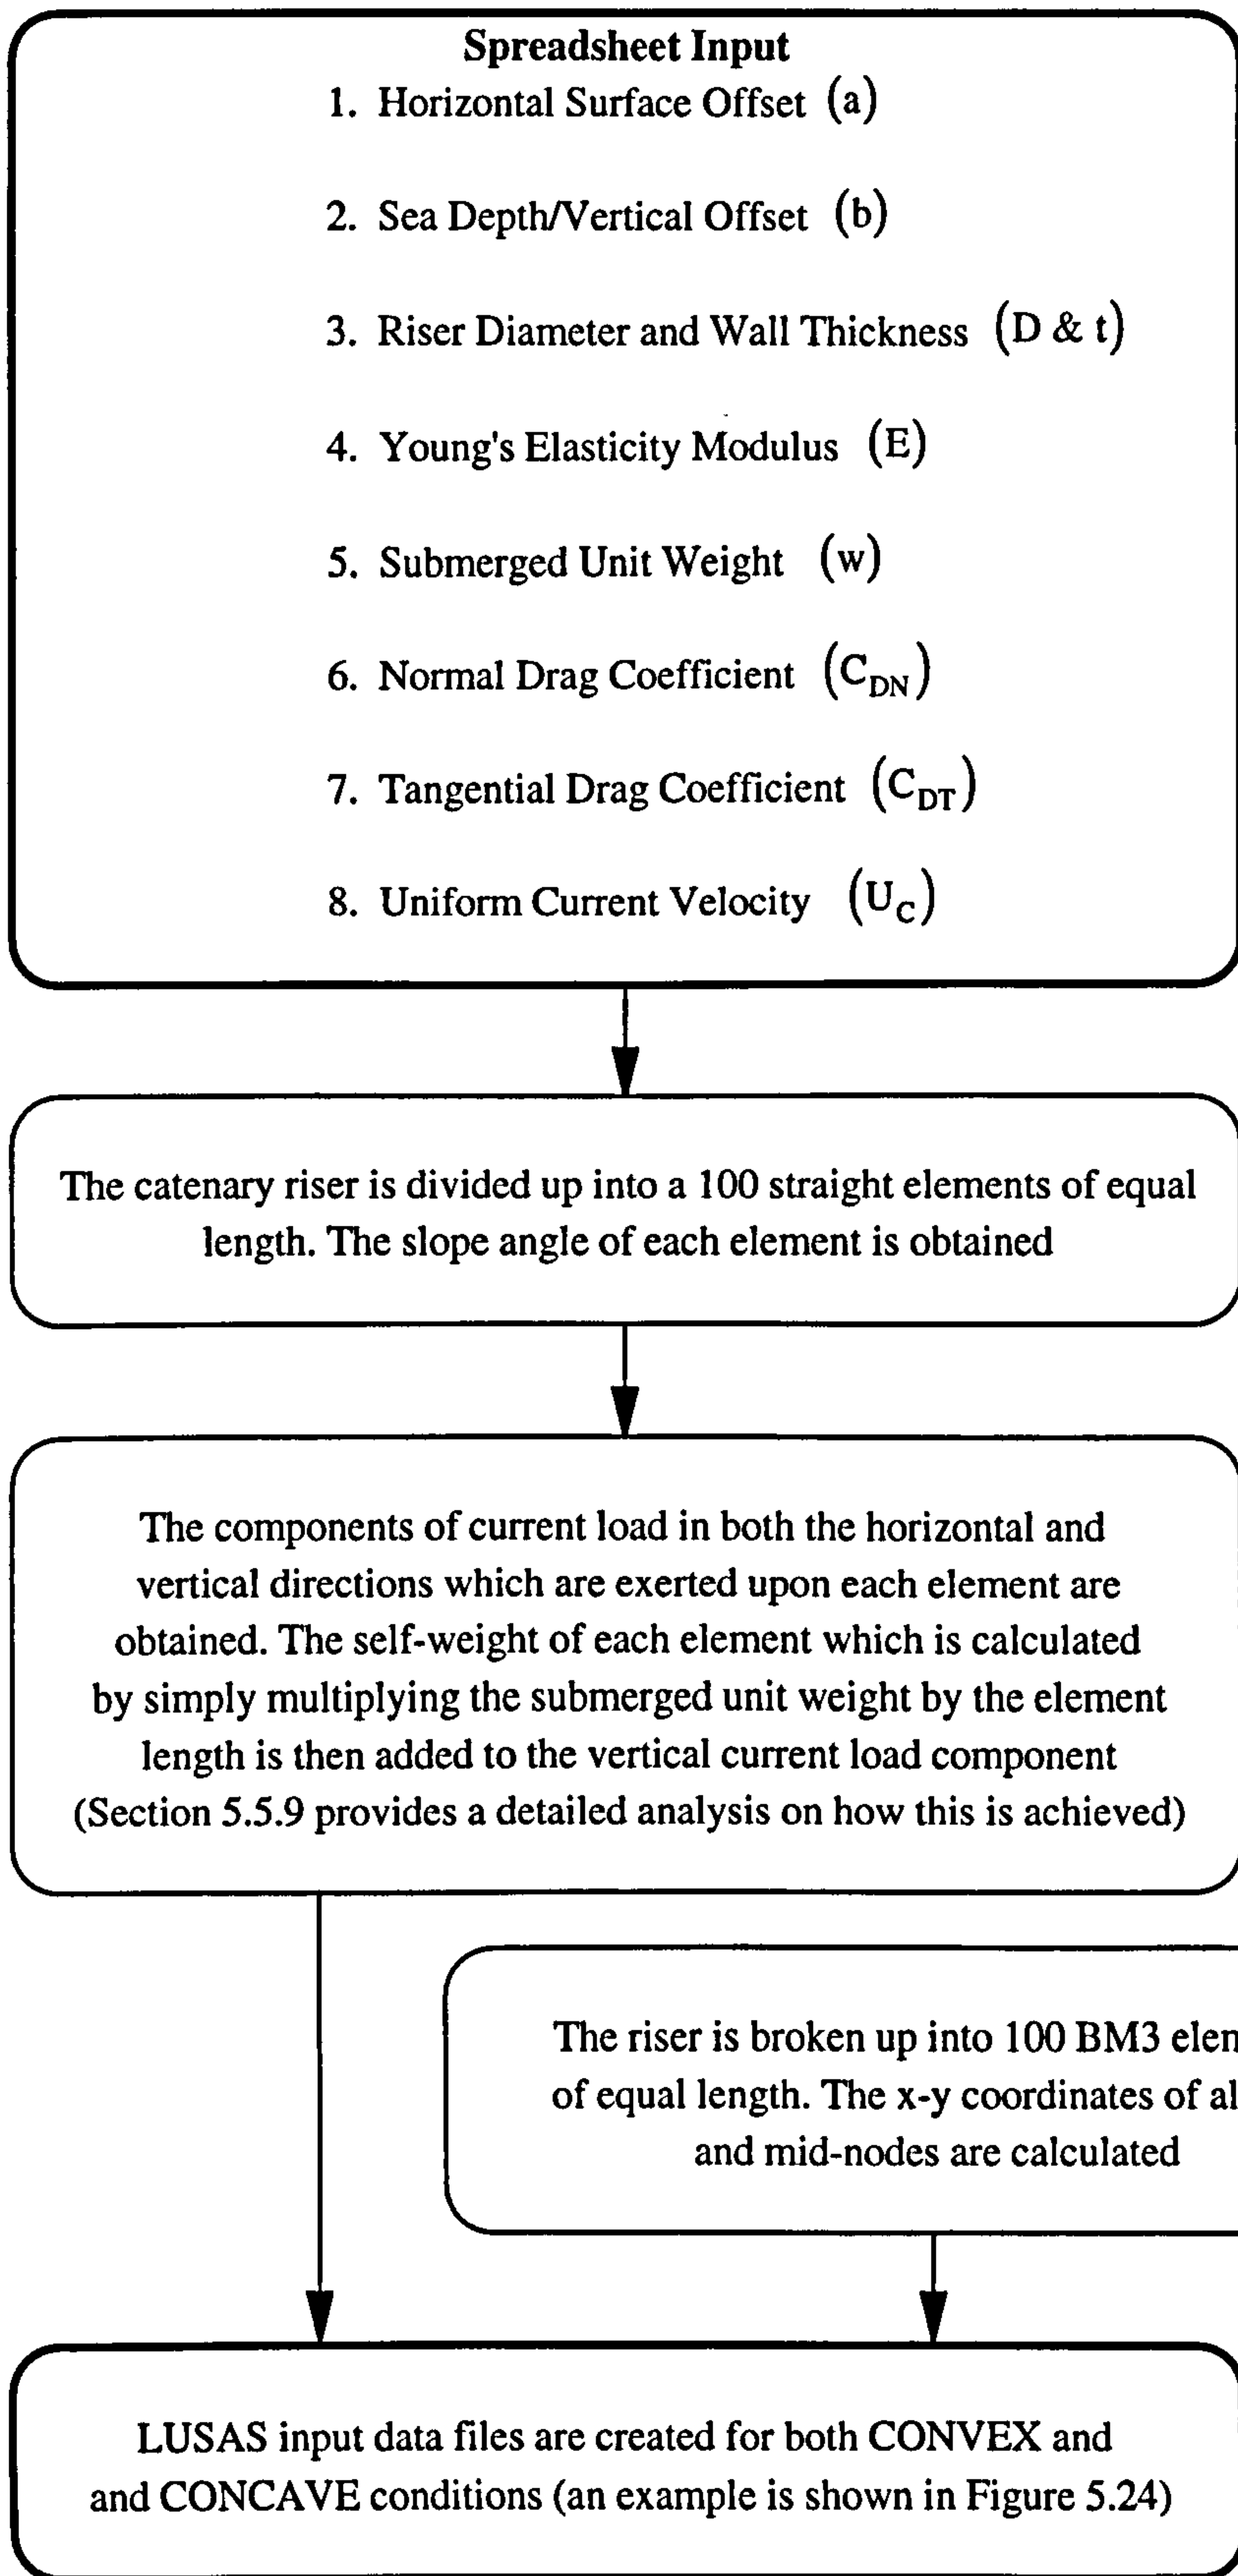 Spreadsheet Input
1. Horizontal Surface Offset (a)
2. Sea Depth/Vertical Offset (b)
3. Riser Diameter and Wall Thickness (D & t)
4. Young's Elasticity Modulus (E)
5. Submerged Unit Weight (w)
6. Normal Drag Coefficient (C_DN)
7. Tangential Drag Coefficient (C_DT)
8. Uniform Current Velocity (U_C)
The catenary riser is divided up into a 100 straight elements of equal
length. The slope angle of each element is obtained
The components of current load in both the horizontal and
vertical directions which are exerted upon each element are
obtained. The self-weight of each element which is calculated
by simply multiplying the submerged unit weight by the element
length is then added to the vertical current load component
(Section 5.5.9 provides a detailed analysis on how this is achieved)
The riser is broken up into 100 BM3
of equal length. The x-y coordinates of
and mid-nodes are calculated
LUSAS input data files are created for both CONVEX and
and CONCAVE conditions (an example is shown in Figure 5.24)